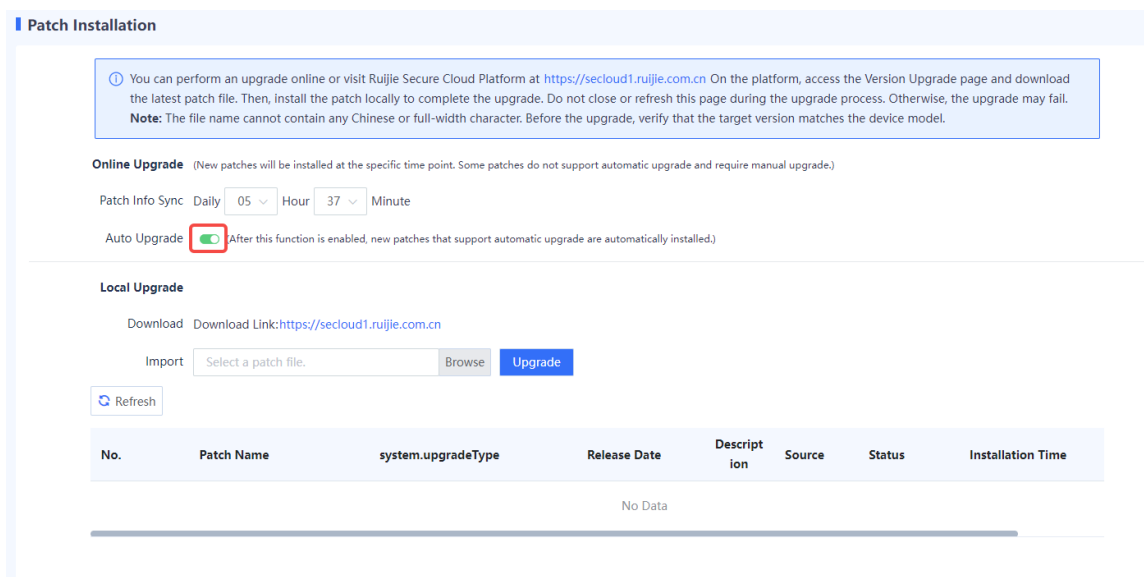 Patch Installation
You can perform an upgrade online or visit Ruijie Secure Cloud Platform at https://secloud1.ruijie.com.cn On the platform, access the Version Upgrade page and download
the latest patch file. Then, install the patch locally to complete the upgrade. Do not close or refresh this page during the upgrade process. Otherwise, the upgrade may fail.
Note: The file name cannot contain any Chinese or full-width character. Before the upgrade, verify that the target version matches the device model.
Online Upgrade (New patches will be installed at the specific time point. Some patches do not support automatic upgrade and require manual upgrade.)
Patch Info Sync Daily 05 Hour 37 Minute
Auto Upgrade (After this function is enabled, new patches that support automatic upgrade are automatically installed.)
Local Upgrade
Download Download Link:https://secloud1.ruijie.com.cn
Import Select a patch file. Browse Upgrade
Refresh
No. Patch Name system.upgradeType Release Date Descript
ion Source Status Installation Time
No Data